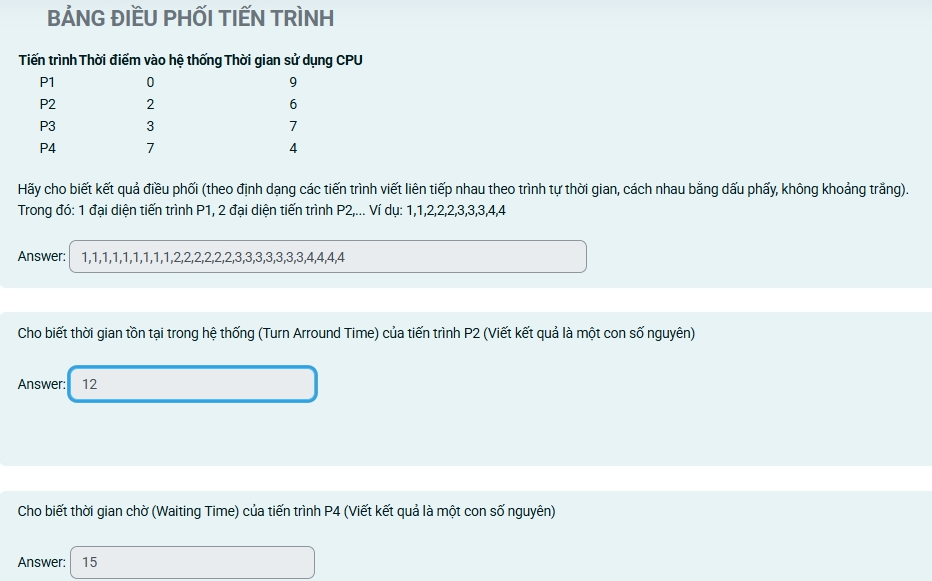 BẢNG ĐIỀU PHỐI TIẾN TRÌNH
Tiến trình Thời điểm vào hệ thống Thời gian sử dụng CPU
P1 0 9
P2 2 6
P3 3 7
P4 7 4
Hãy cho biết kết quả điều phối (theo định dạng các tiến trình viết liên tiếp nhau theo trình tự thời gian, cách nhau bằng dấu phẩy, không khoảng trắng).
Trong đó: 1 đại diện tiến trình P1, 2 đại diện tiến trình P2,... Ví dụ: 1,1,2,2,2,3,3,3,4,4
Answer: 1,1,1,1,1,1,1,1,1,2,2,2,2,2,2,3,3,3,3,3,3,3,4,4,4,4
Cho biết thời gian tồn tại trong hệ thống (Turn Arround Time) của tiến trình P2 (Viết kết quả là một con số nguyên)
Answer: 12
Cho biết thời gian chờ (Waiting Time) của tiến trình P4 (Viết kết quả là một con số nguyên)
Answer: 15